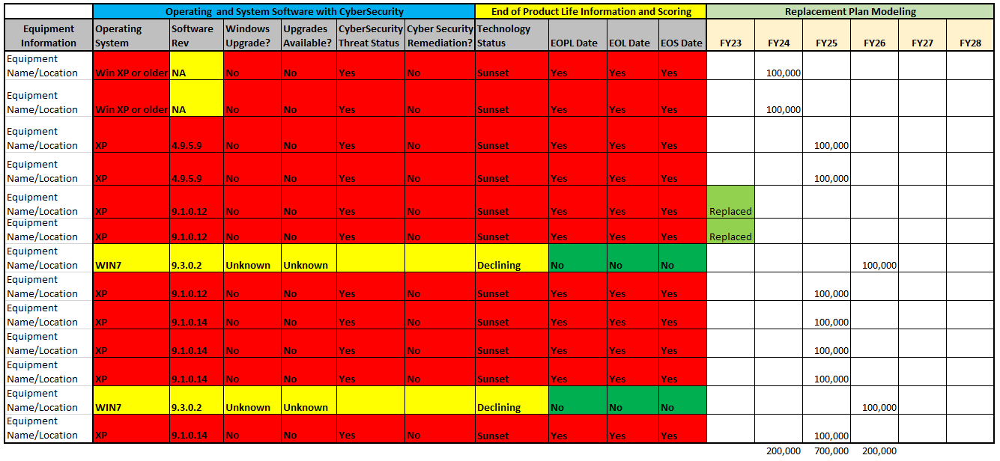 Operating and System Software with CyberSecurity End of Product Life Information and Scoring Replacement Plan Modeling
Equipment Operating Software Windows Upgrades CyberSecurity Cyber Security Technology
Information System Rev Upgrade? Available? Threat Status Remediation? Status EOPL Date EOL Date EOS Date FY23 FY24 FY25 FY26 FY27 FY28
Equipment
Name/Location Win XP or older NA No No Yes No Sunset Yes Yes Yes 100,000
Equipment
Name/Location Win XP or older NA No No Yes No Sunset Yes Yes Yes 100,000
Equipment
Name/Location XP 4.9.5.9 No No Yes No Sunset Yes Yes Yes 100,000
Equipment
Name/Location XP 4.9.5.9 No No Yes No Sunset Yes Yes Yes 100,000
Equipment
Name/Location XP 9.1.0.12 No No Yes No Sunset Yes Yes Yes Replaced
Equipment
Name/Location XP 9.1.0.12 No No Yes No Sunset Yes Yes Yes Replaced
Equipment
Name/Location WIN7 9.3.0.2 Unknown Unknown Declining No No No 100,000
Equipment
Name/Location XP 9.1.0.12 No No Yes No Sunset Yes Yes Yes 100,000
Equipment
Name/Location XP 9.1.0.14 No No Yes No Sunset Yes Yes Yes 100,000
Equipment
Name/Location XP 9.1.0.14 No No Yes No Sunset Yes Yes Yes 100,000
Equipment
Name/Location XP 9.1.0.14 No No Yes No Sunset Yes Yes Yes 100,000
Equipment
Name/Location WIN7 9.3.0.2 Unknown Unknown Declining No No No 100,000
Equipment
Name/Location XP 9.1.0.14 No No Yes No Sunset Yes Yes Yes 100,000
200,000 700,000 200,000